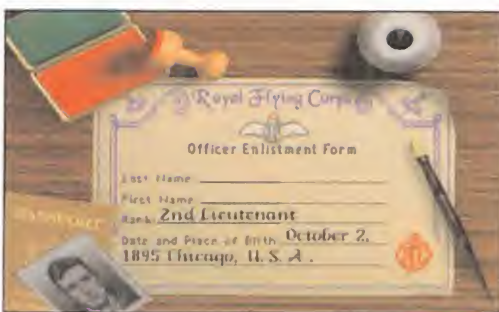 Royal Flying Corps
Officer Enlistment Form
Last Name
First Name
Rank: 2nd Lieutenant
Date and Place of Birth October 2,
1895 Chicago, U.S.A.